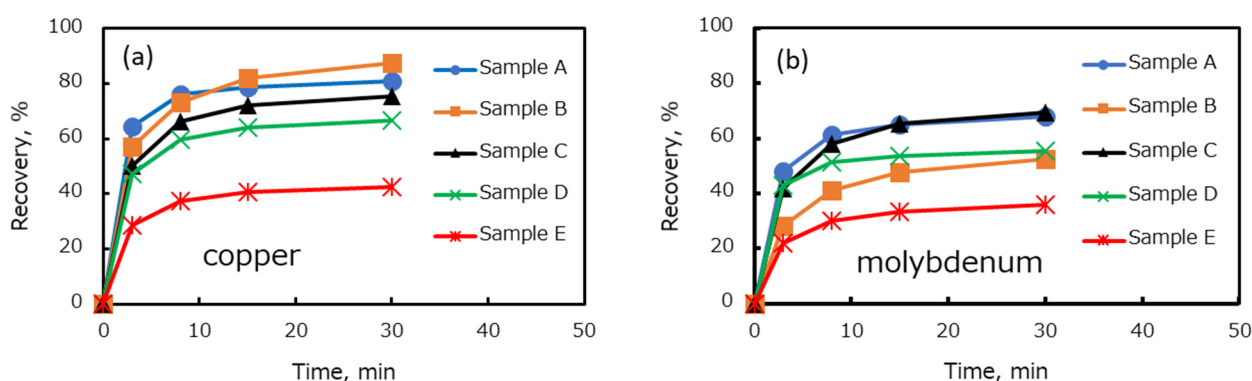 (a)
100
80
60
40
20
0
Recovery, %
0 10 20 30 40 50
Time, min
Sample A
Sample B
Sample C
Sample D
Sample E
copper
(b)
100
80
60
40
20
0
Recovery, %
0 10 20 30 40 50
Time, min
Sample A
Sample B
Sample C
Sample D
Sample E
molybdenum